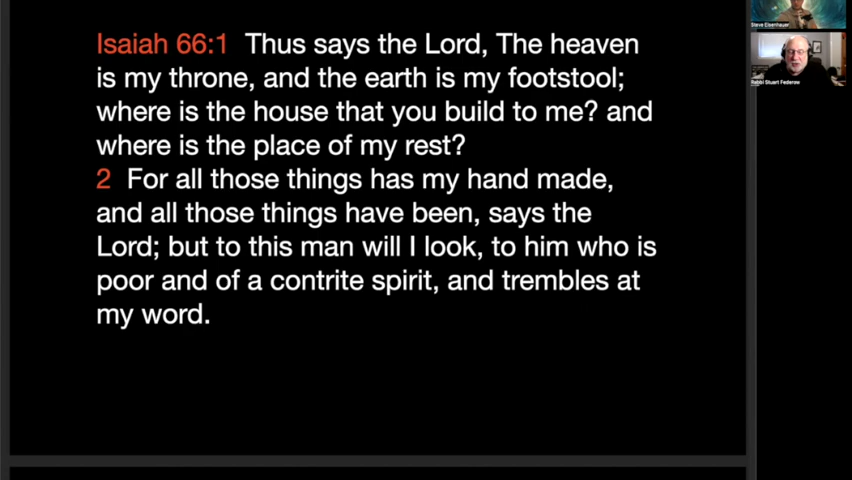 Isaiah 66:1 Thus says the Lord, The heaven
is my throne, and the earth is my footstool;
where is the house that you build to me? and
where is the place of my rest?
2 For all those things has my hand made,
and all those things have been, says the
Lord; but to this man will I look, to him who is
poor and of a contrite spirit, and trembles at
my word.
Steve Eisenhauer
Rabbi Stuart Federow